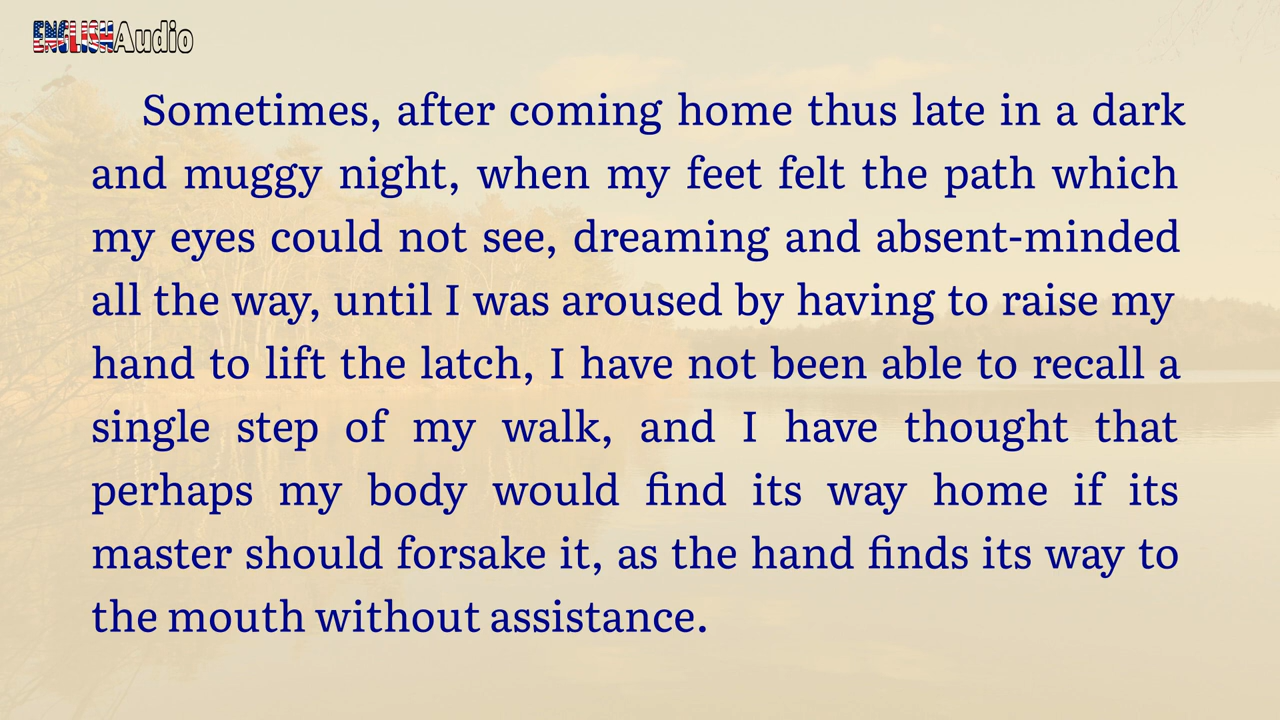 ENGLISHAudio
Sometimes, after coming home thus late in a dark
and muggy night, when my feet felt the path which
my eyes could not see, dreaming and absent-minded
all the way, until I was aroused by having to raise my
hand to lift the latch, I have not been able to recall a
single step of my walk, and I have thought that
perhaps my body would find its way home if its
master should forsake it, as the hand finds its way to
the mouth without assistance.